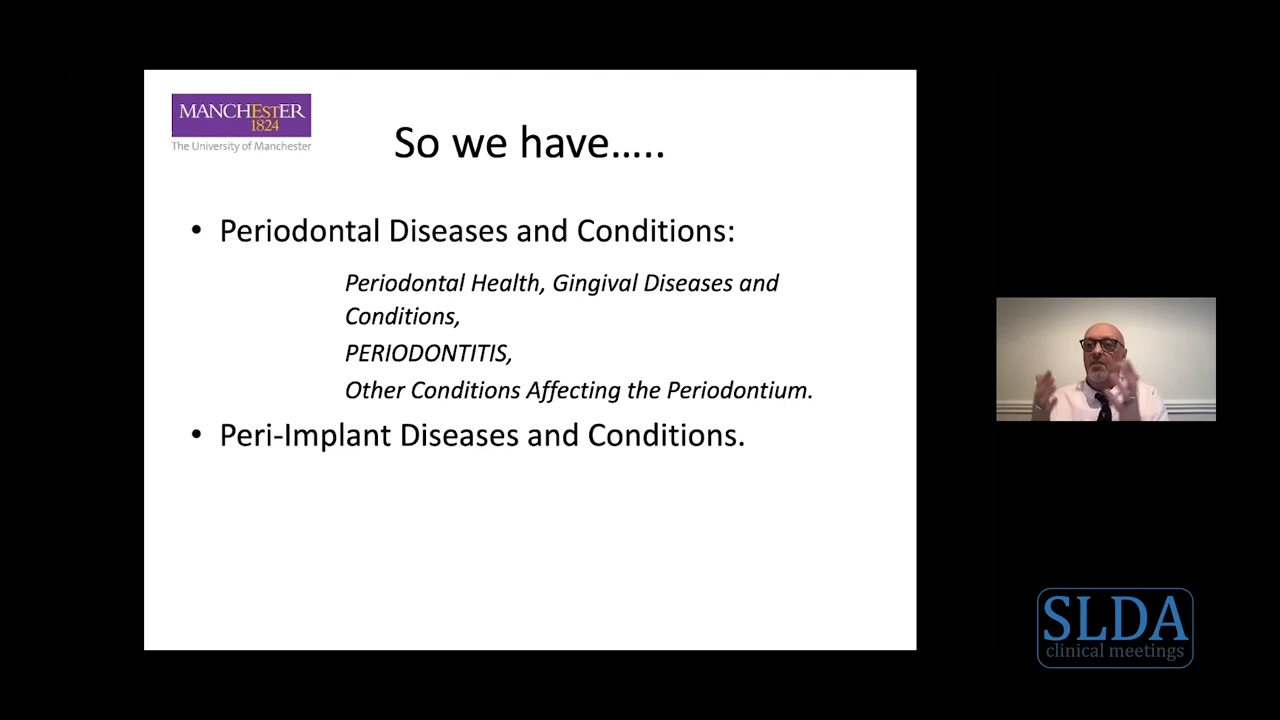 MANCHESTER
1824
The University of Manchester
So we have…..
• Periodontal Diseases and Conditions:
Periodontal Health, Gingival Diseases and
Conditions,
PERIODONTITIS,
Other Conditions Affecting the Periodontium.
• Peri-Implant Diseases and Conditions.
SLDA
clinical meetings